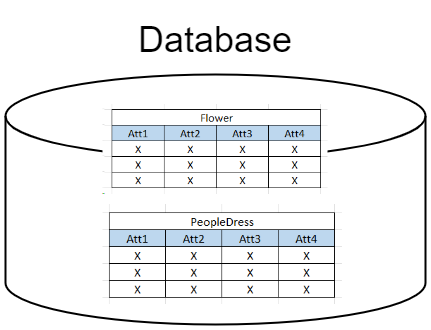 Database
Flower
Att1 Att2 Att3 Att4
X X X X
X X X X
X X X X
PeopleDress
Att1 Att2 Att3 Att4
X X X X
X X X X
X X X X